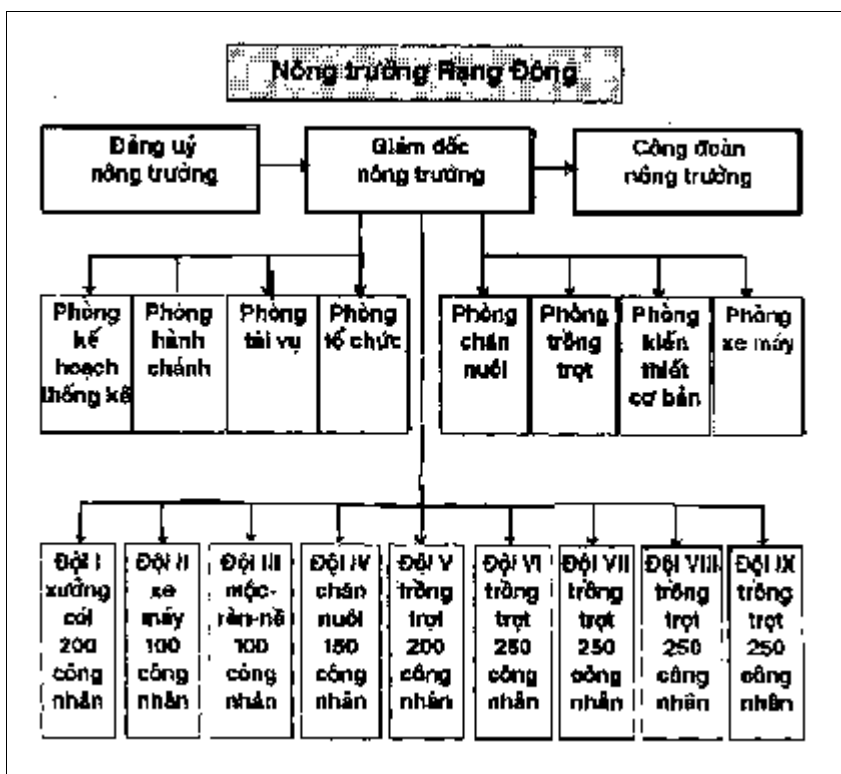 Nông trường Rạng Đông
Đảng uỷ
nông trường
Giám đốc
nông trường
Công đoàn
nông trường
Phòng
kế
hoạch
thống kê
Phòng
hành
chánh
Phòng
tài vụ
Phòng
tổ chức
Phòng
chăn
nuôi
Phòng
trồng
trọt
Phòng
kiến
thiết
cơ bản
Phòng
xe máy
Đội I
xưởng
cói
200
công
nhân
Đội II
xe
máy
100
công
nhân
Đội III
mộc-
rèn-nề
100
công
nhân
Đội IV
chăn
nuôi
150
công
nhân
Đội V
trồng
trọt
200
công
nhân
Đội VI
trồng
trọt
250
công
nhân
Đội VII
trồng
trọt
250
công
nhân
Đội VIII
trồng
trọt
250
công
nhân
Đội IX
trồng
trọt
250
công
nhân